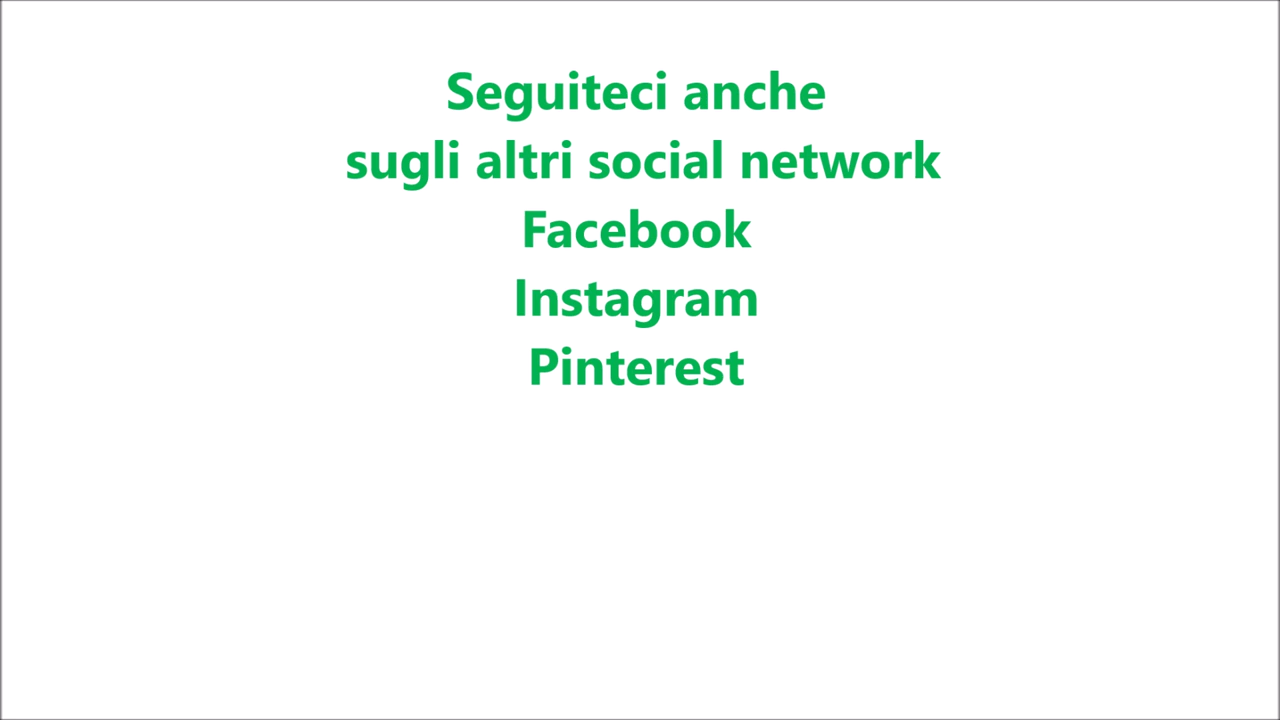 Seguiteci anche
sugli altri social network
Facebook
Instagram
Pinterest